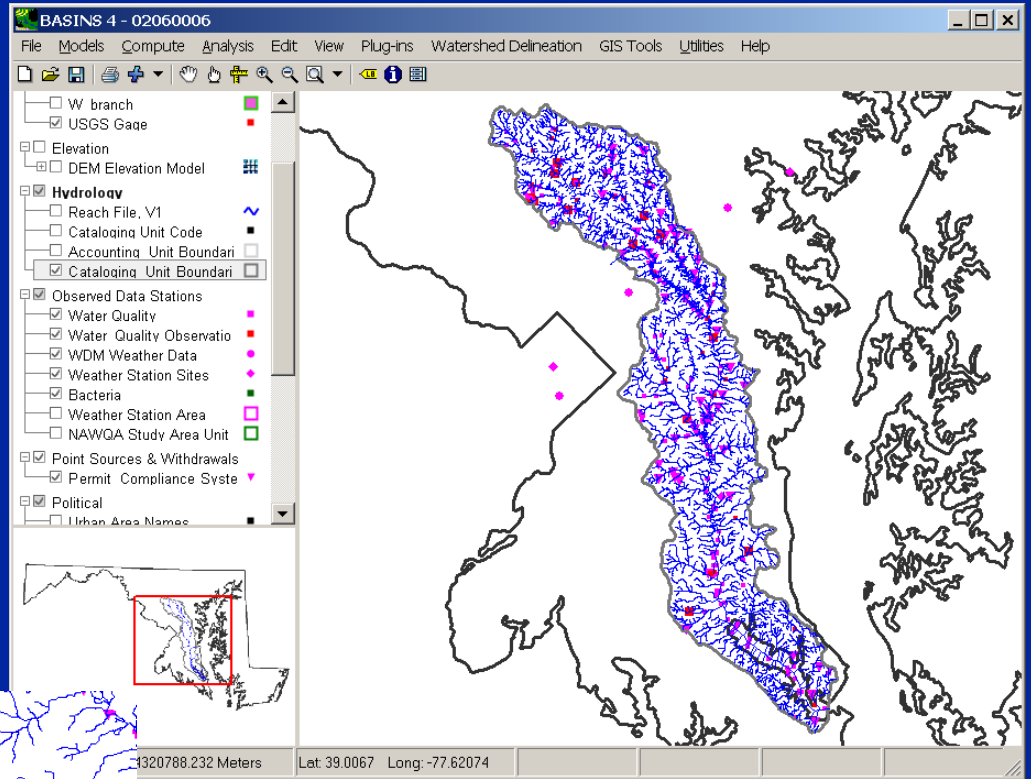 BASINS 4 - 02060006
File Models Compute Analysis Edit View Plug-ins Watershed Delineation GIS Tools Utilities Help
W branch
USGS Gage
Elevation
DEM Elevation Model
Hydrology
Reach File, V1
Cataloging Unit Code
Accounting Unit Boundari
Cataloging Unit Boundari
Observed Data Stations
Water Quality
Water Quality Observatio
WDM Weather Data
Weather Station Sites
Bacteria
Weather Station Area
NAWQA Study Area Unit
Point Sources & Withdrawals
Permit Compliance Syste
Political
Urban Area Names
320788.232 Meters
Lat: 39.0067 Long: -77.62074